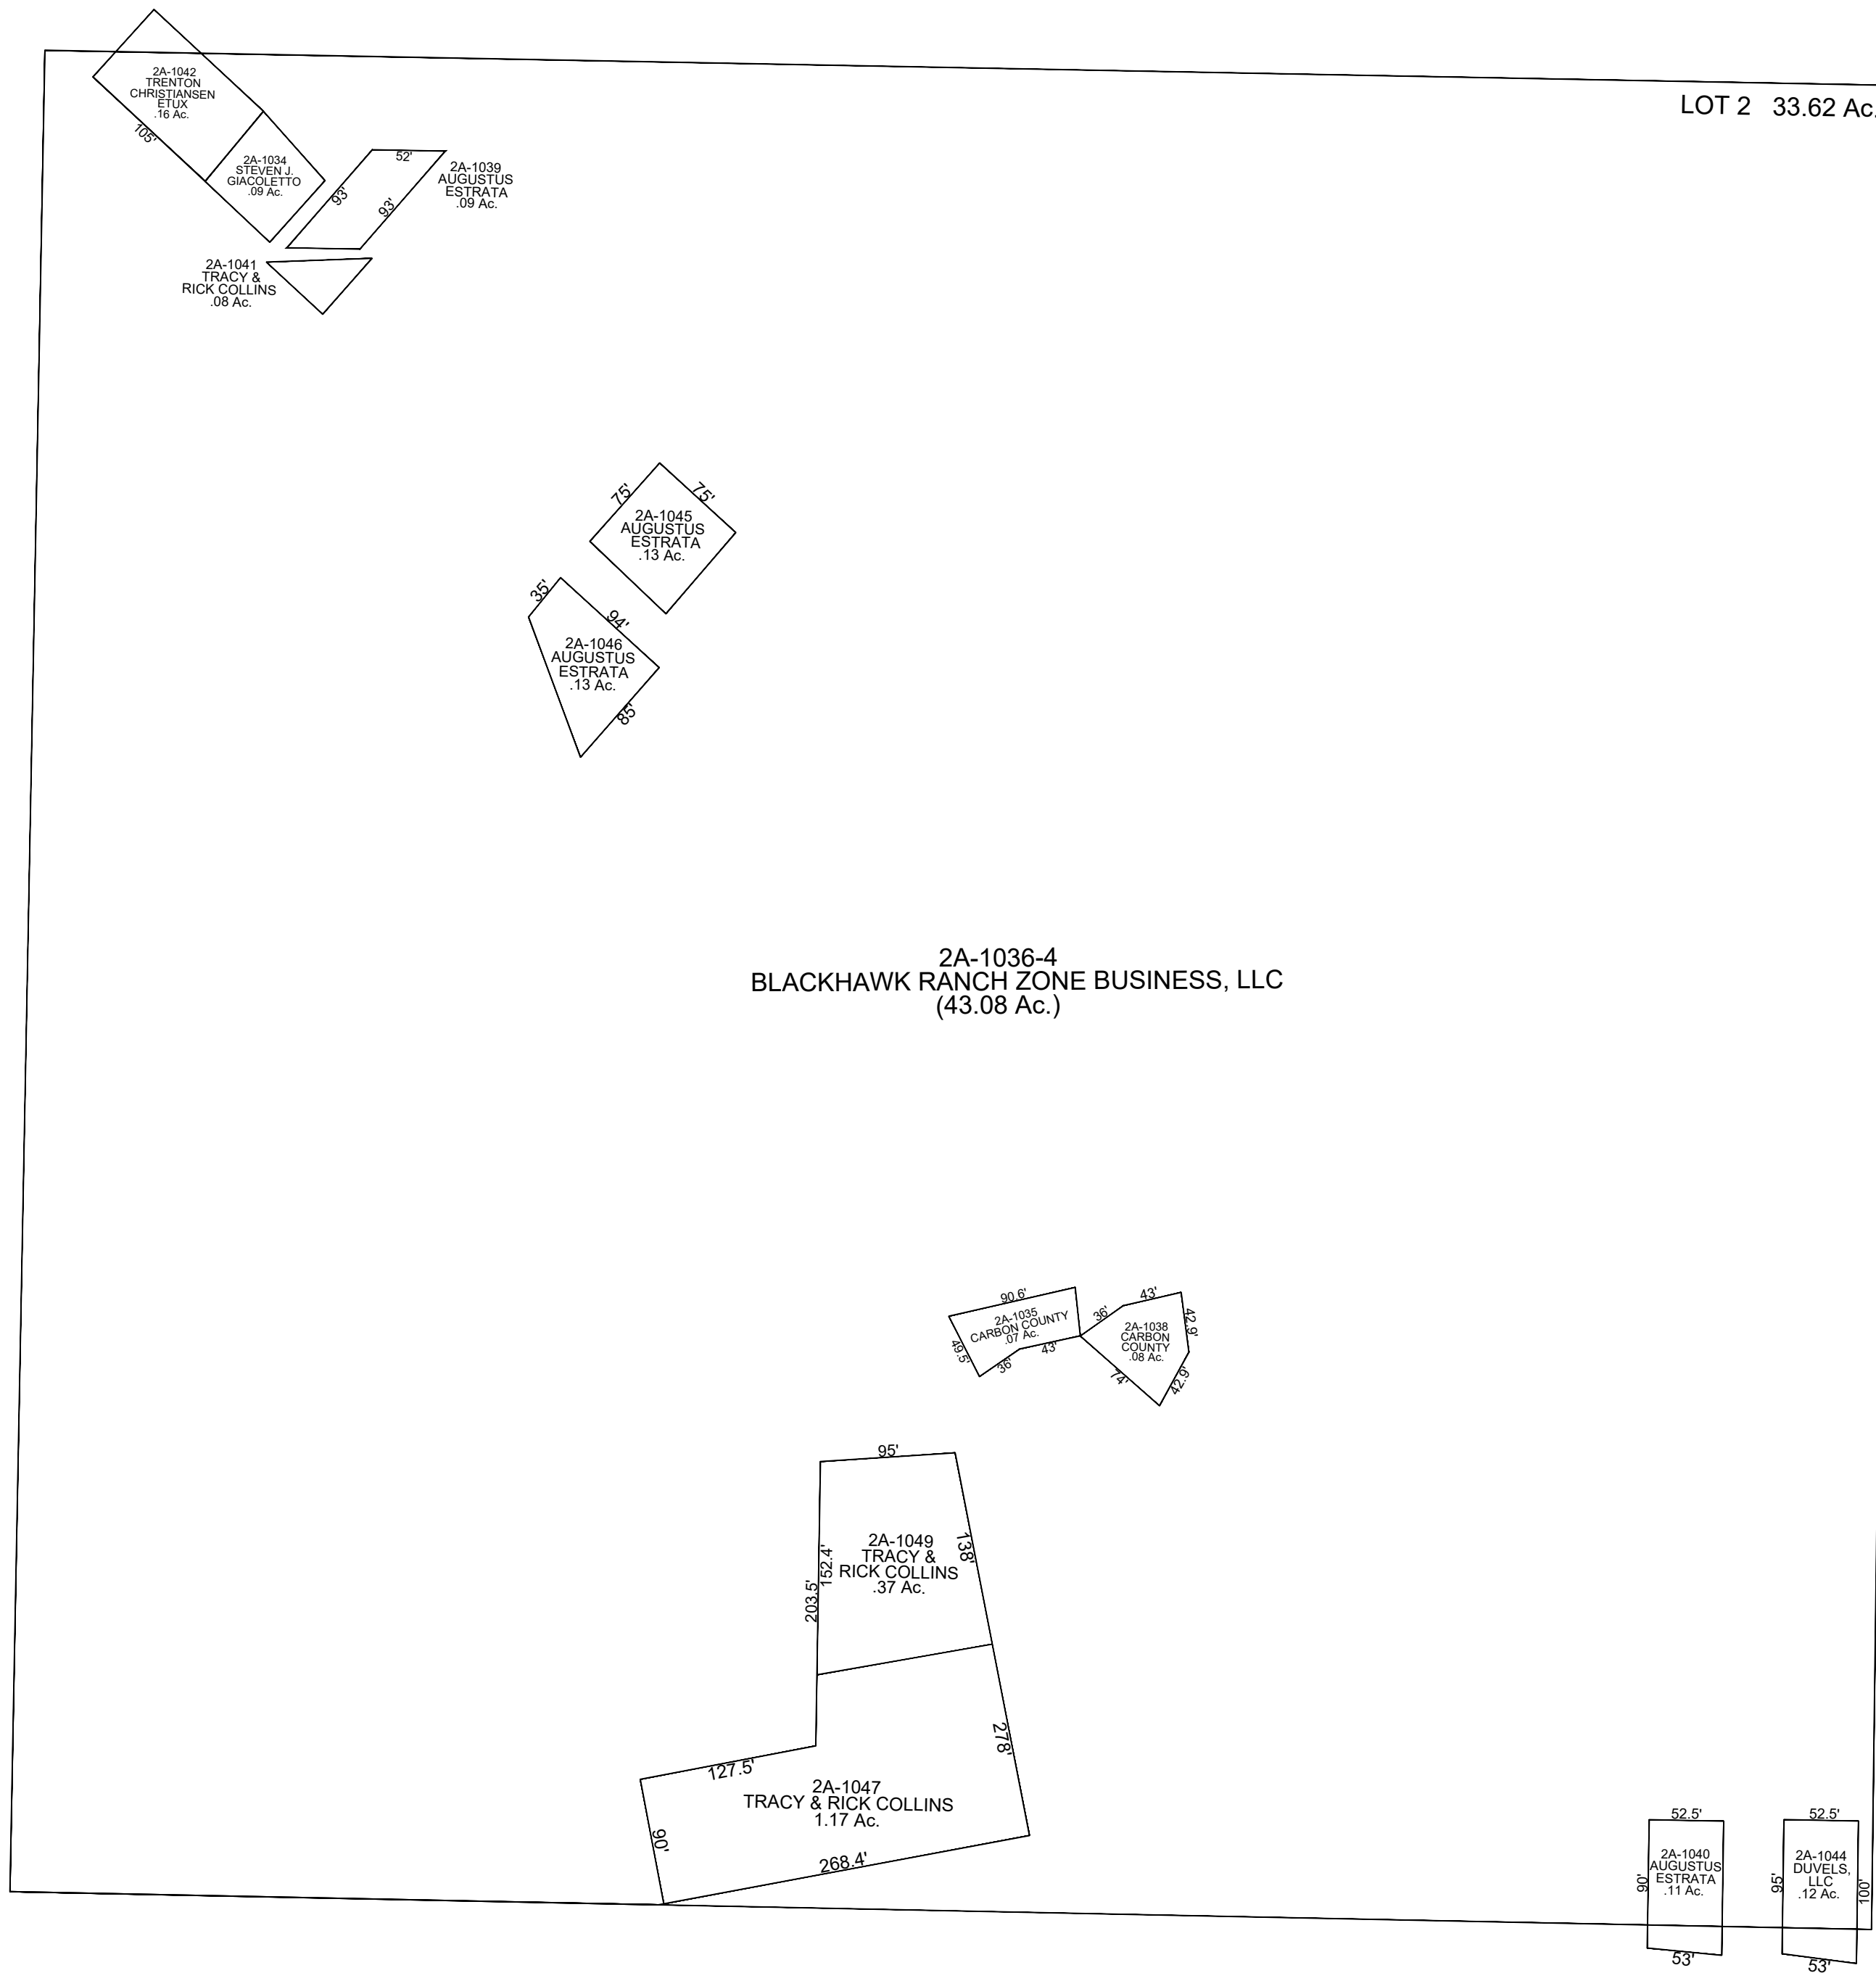 2A-1042
TRENTON
CHRISTIANSEN
ETUX
.16 Ac.
105'
LOT 2   33.62 Ac.
2A-1034
STEVEN J.
GIACOLETTO
.09 Ac.
52'
93'
93'
2A-1039
AUGUSTUS
ESTRATA
.09 Ac.
2A-1041
TRACY &
RICK COLLINS
.08 Ac.
75'
75'
2A-1045
AUGUSTUS
ESTRATA
.13 Ac.
35'
94'
2A-1046
AUGUSTUS
ESTRATA
.13 Ac.
85'
2A-1036-4
BLACKHAWK RANCH ZONE BUSINESS, LLC
(43.08 Ac.)
90.6'
2A-1035
CARBON COUNTY
.07 Ac.
49.5'
36'
43'
36'
43'
42.9'
2A-1038
CARBON
COUNTY
.08 Ac.
74'
42.9'
95'
2A-1049
TRACY &
RICK COLLINS
.37 Ac.
138'
152.4'
203.5'
278'
127.5'
2A-1047
TRACY & RICK COLLINS
1.17 Ac.
90'
268.4'
52.5'
2A-1040
AUGUSTUS
ESTRATA
.11 Ac.
90'
53'
52.5'
2A-1044
DUVELS,
LLC
.12 Ac.
95'
100'
53'